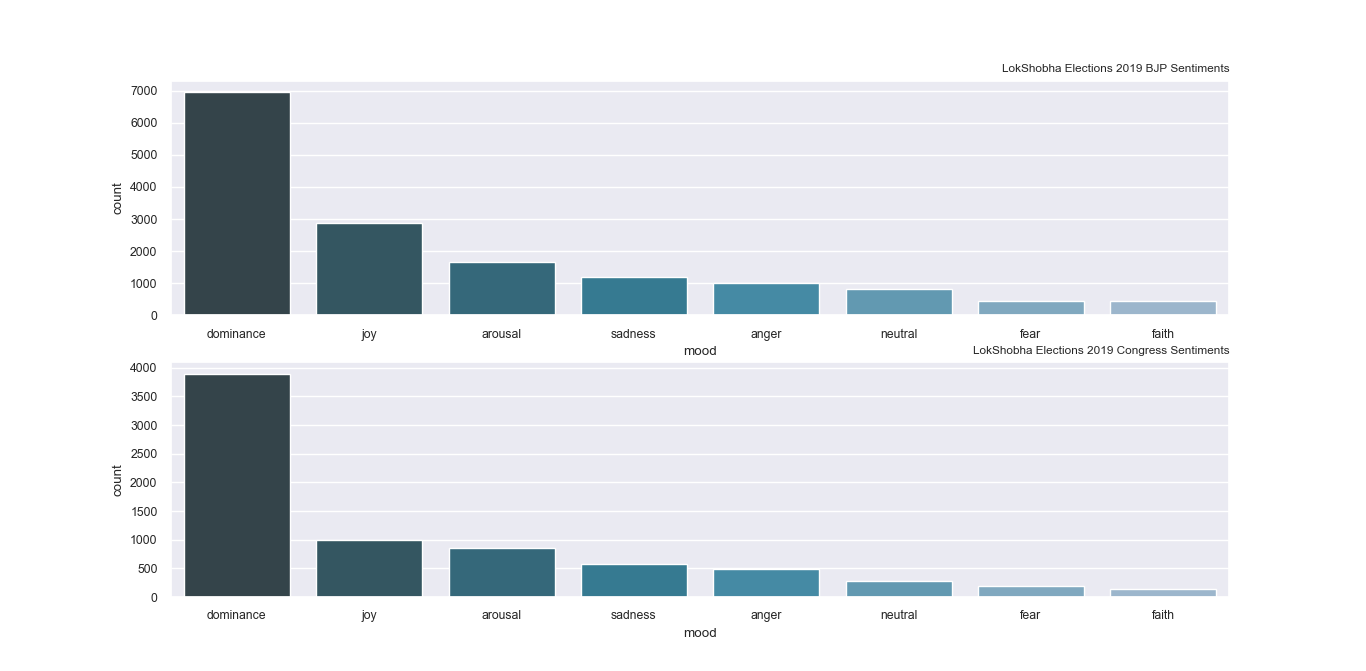 LokShobha Elections 2019 BJP Sentiments
7000
6000
5000
4000
3000
2000
1000
0
count
dominance joy arousal sadness anger neutral fear faith
mood
LokShobha Elections 2019 Congress Sentiments
4000
3500
3000
2500
2000
1500
1000
500
0
count
dominance joy arousal sadness anger neutral fear faith
mood